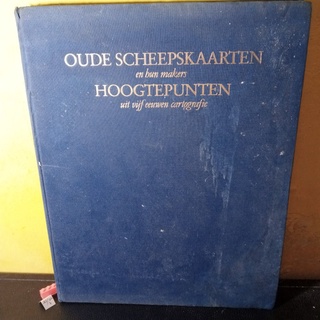 OUDE SCHEEPSKAARTEN
en hun makers
HOOGTEPUNTEN
uit vijf eeuwen cartografie